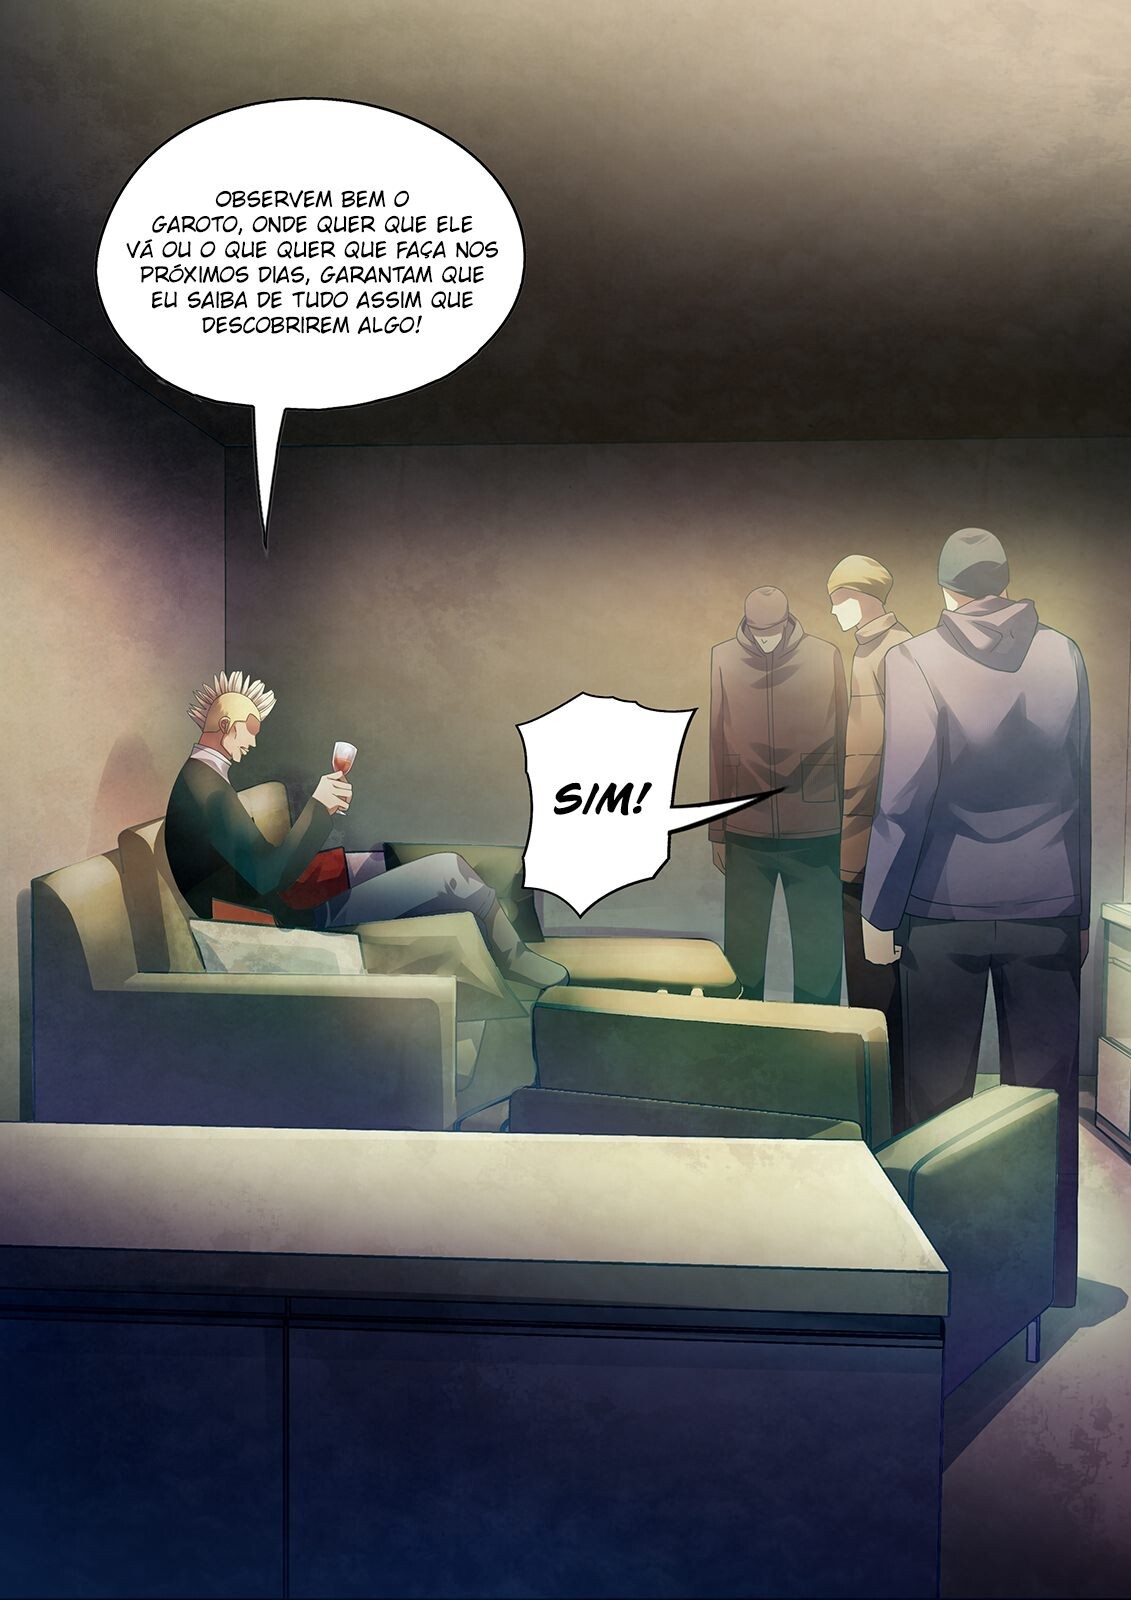 OBSERVEM BEM O
GAROTO, ONDE QUER QUE ELE
VÁ OU O QUE QUER QUE FAÇA NOS
PRÓXIMOS DIAS, GARANTAM QUE
EU SAIBA DE TUDO ASSIM QUE
DESCOBRIREM ALGO!
SIM!